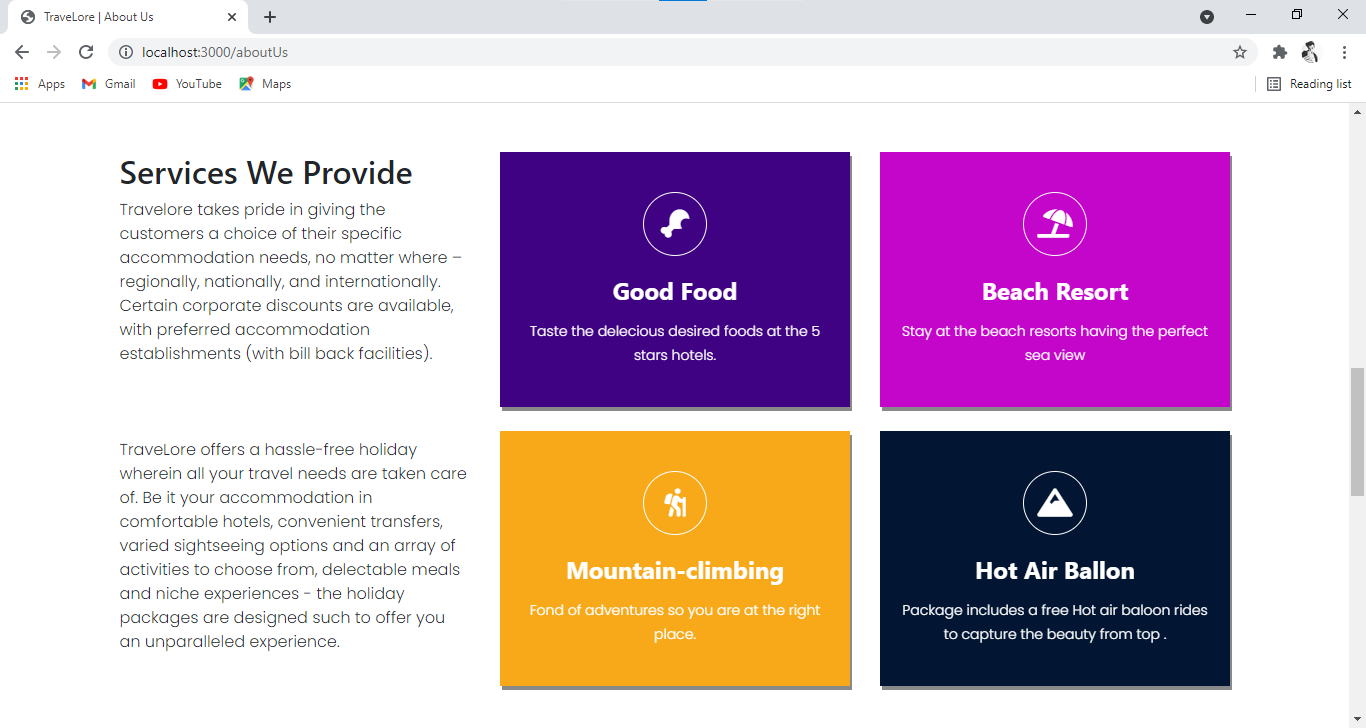 TraveLore | About Us
localhost:3000/aboutUs
Apps Gmail YouTube Maps Reading list
Services We Provide
Travelore takes pride in giving the
customers a choice of their specific
accommodation needs, no matter where –
regionally, nationally, and internationally.
Certain corporate discounts are available,
with preferred accommodation
establishments (with bill back facilities).
TraveLore offers a hassle-free holiday
wherein all your travel needs are taken care
of. Be it your accommodation in
comfortable hotels, convenient transfers,
varied sightseeing options and an array of
activities to choose from, delectable meals
and niche experiences - the holiday
packages are designed such to offer you
an unparalleled experience.
Good Food
Taste the delecious desired foods at the 5
stars hotels.
Beach Resort
Stay at the beach resorts having the perfect
sea view
Mountain-climbing
Fond of adventures so you are at the right
place.
Hot Air Ballon
Package includes a free Hot air baloon rides
to capture the beauty from top .